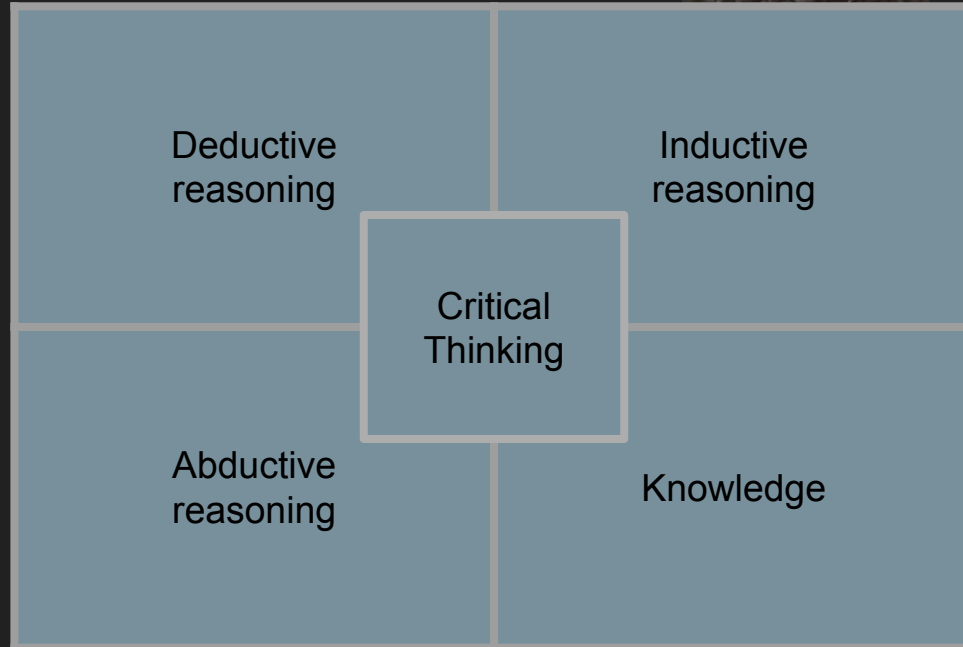 Deductive
reasoning
Inductive
reasoning
Critical
Thinking
Abductive
reasoning
Knowledge